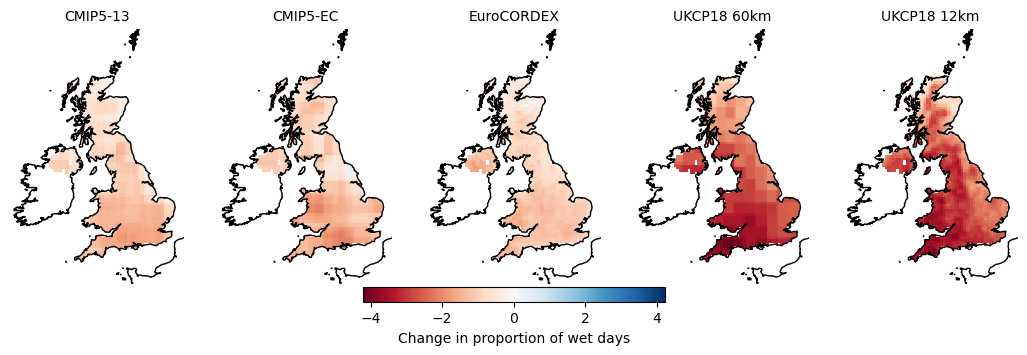 CMIP5-13
CMIP5-EC
EuroCORDEX
UKCP18 60km
UKCP18 12km
−4
−2
0
2
4
Change in proportion of wet days